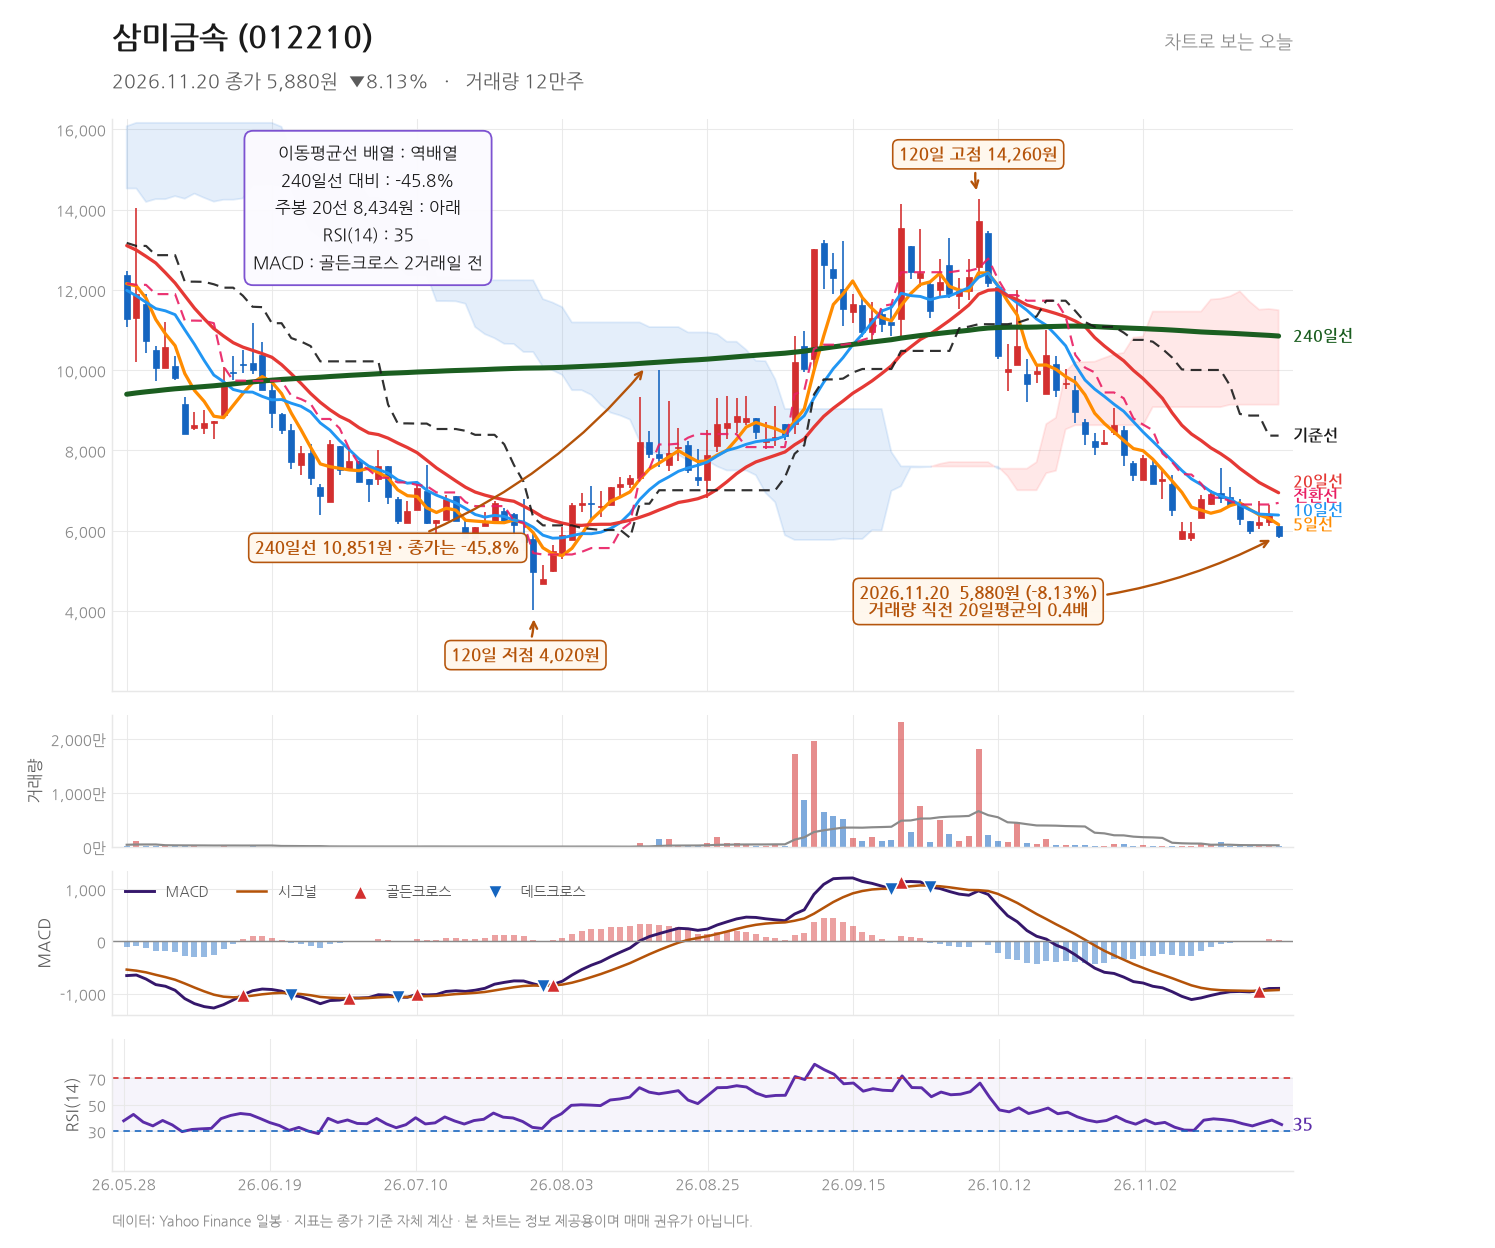 삼미금속 (012210)
차트로 보는 오늘
2026.11.20 종가 5,880원 ▼8.13% · 거래량 12만주
16,000
14,000
12,000
10,000
8,000
6,000
4,000
이동평균선 배열 : 역배열
240일선 대비 : -45.8%
주봉 20선 8,434원 : 아래
RSI(14) : 35
MACD : 골든크로스 2거래일 전
120일 고점 14,260원
240일선
기준선
20일선
전환선
10일선
5일선
240일선 10,851원 · 종가는 -45.8%
2026.11.20 5,880원 (-8.13%)
거래량 직전 20일평균의 0.4배
120일 저점 4,020원
거래량
2,000만
1,000만
0만
MACD
1,000
0
-1,000
MACD
시그널
골든크로스
데드크로스
RSI(14)
70
50
30
35
26.05.28
26.06.19
26.07.10
26.08.03
26.08.25
26.09.15
26.10.12
26.11.02
데이터: Yahoo Finance 일봉 · 지표는 종가 기준 자체 계산 · 본 차트는 정보 제공용이며 매매 권유가 아닙니다.